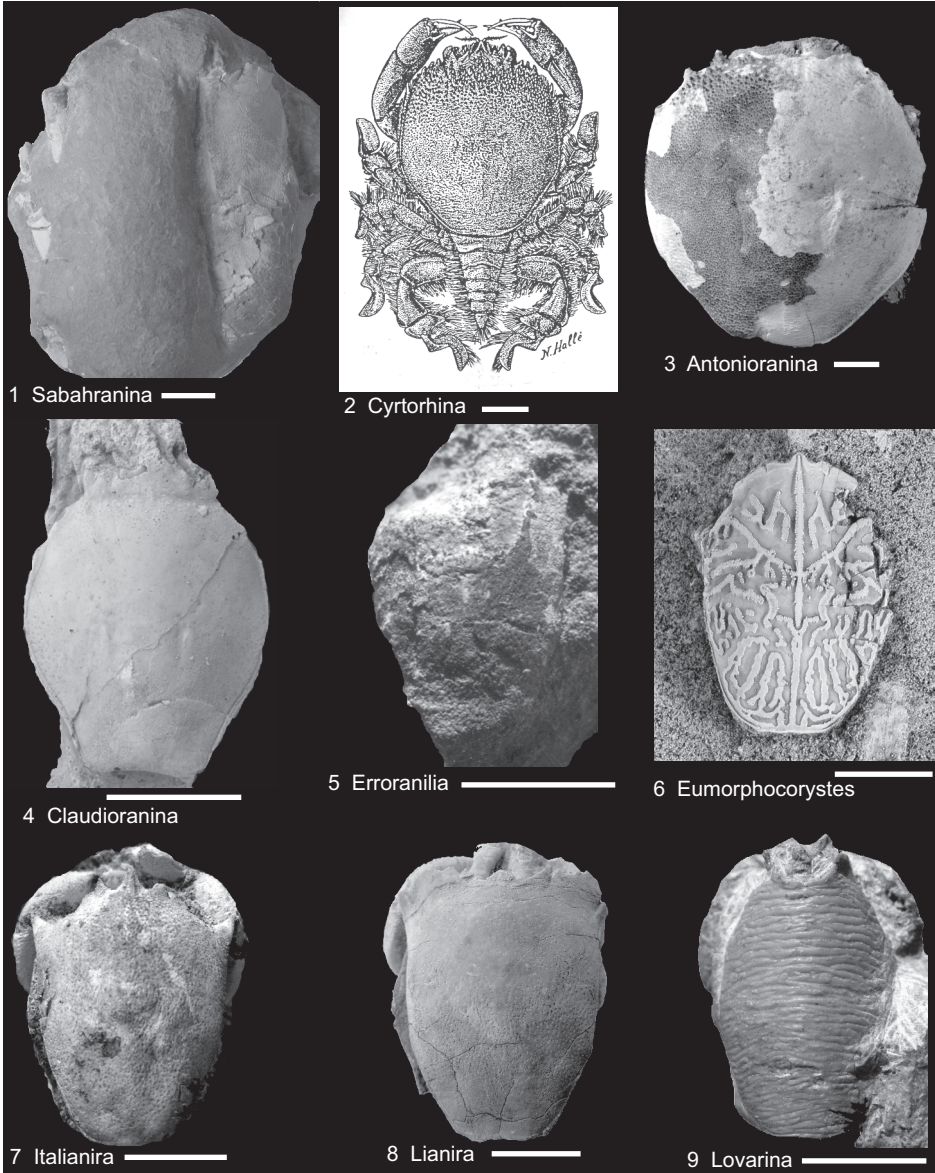 1 Sabahranina
N. Hallé
2 Cyrtorhina
3 Antonioranina
4 Claudioranina
5 Erroranilia
6 Eumorphocorystes
7 Italianira
8 Lianira
9 Lovarina